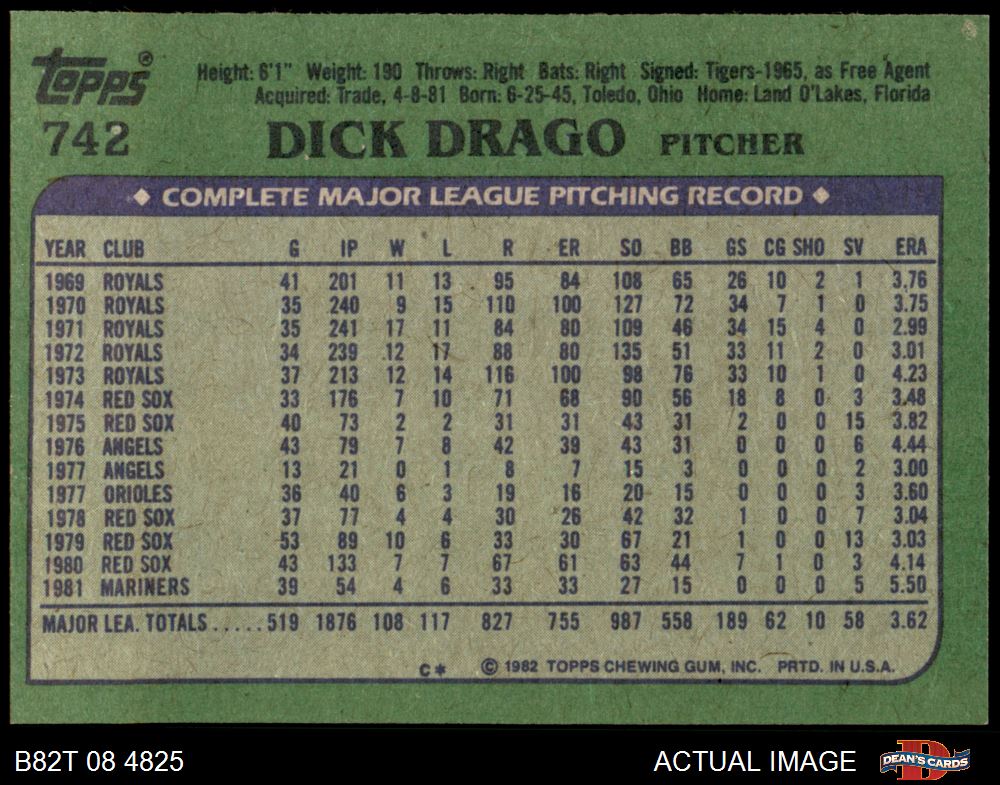 Topps®
Height: 6'1" Weight: 190 Throws: Right Bats: Right Signed: Tigers-1965, as Free Agent
Acquired: Trade, 4-8-81 Born: 6-25-45, Toledo, Ohio Home: Land O'Lakes, Florida
742 DICK DRAGO PITCHER
◆ COMPLETE MAJOR LEAGUE PITCHING RECORD ◆
YEAR CLUB G IP W L R ER SO BB GS CG SHO SV ERA
1969 ROYALS 41 201 11 13 95 84 108 65 26 10 2 1 3.76
1970 ROYALS 35 240 9 15 110 100 127 72 34 7 1 0 3.75
1971 ROYALS 35 241 17 11 84 80 109 46 34 15 4 0 2.99
1972 ROYALS 34 239 12 17 88 80 135 51 33 11 2 0 3.01
1973 ROYALS 37 213 12 14 116 100 98 76 33 10 1 0 4.23
1974 RED SOX 33 176 7 10 71 68 90 56 18 8 0 3 3.48
1975 RED SOX 40 73 2 2 31 31 43 31 2 0 0 15 3.82
1976 ANGELS 43 79 7 8 42 39 43 31 0 0 0 6 4.44
1977 ANGELS 13 21 0 1 8 7 15 3 0 0 0 2 3.00
1977 ORIOLES 36 40 6 3 19 16 20 15 0 0 0 3 3.60
1978 RED SOX 37 77 4 4 30 26 42 32 1 0 0 7 3.04
1979 RED SOX 53 89 10 6 33 30 67 21 1 0 0 13 3.03
1980 RED SOX 43 133 7 7 67 61 63 44 7 1 0 3 4.14
1981 MARINERS 39 54 4 6 33 33 27 15 0 0 0 5 5.50
MAJOR LEA. TOTALS.....519 1876 108 117 827 755 987 558 189 62 10 58 3.62
C* © 1982 TOPPS CHEWING GUM, INC. PRTD. IN U.S.A.
B82T 08 4825 ACTUAL IMAGE D DEAN'S CARDS